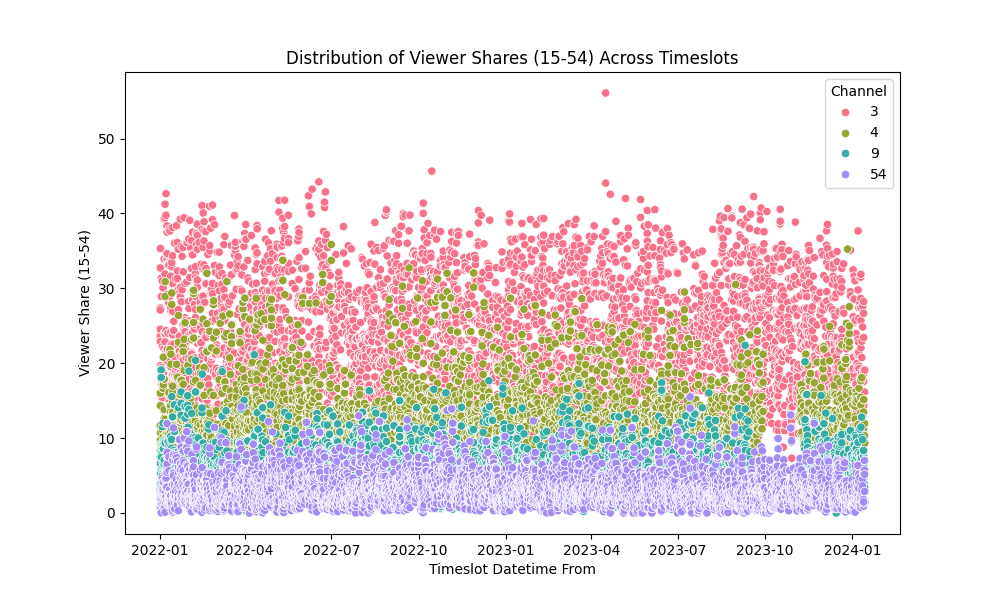 Distribution of Viewer Shares (15-54) Across Timeslots
Channel
3
4
9
54
Viewer Share (15-54)
50
40
30
20
10
0
2022-01 2022-04 2022-07 2022-10 2023-01 2023-04 2023-07 2023-10 2024-01
Timeslot Datetime From